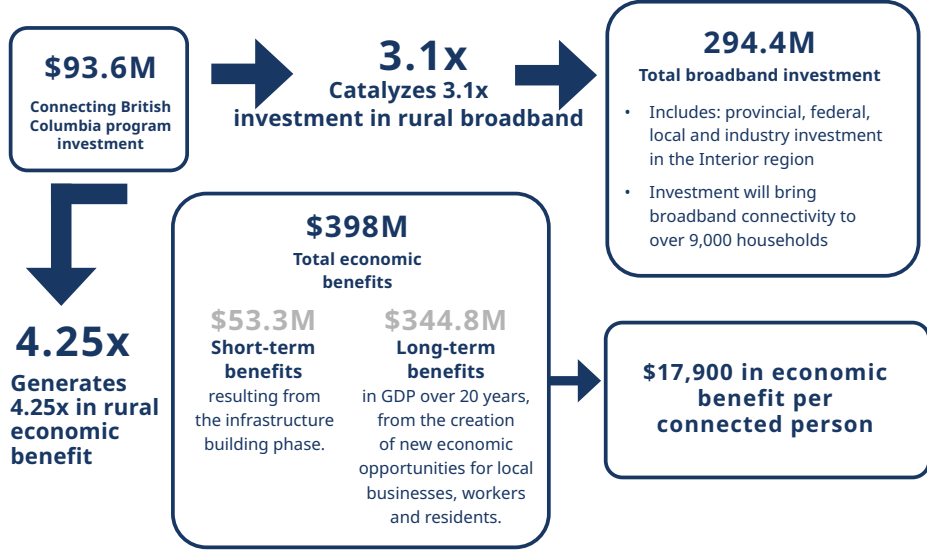 $93.6M
Connecting British
Columbia program
investment
3.1x
Catalyzes 3.1x
investment in rural broadband
294.4M
Total broadband investment
• Includes: provincial, federal,
local and industry investment
in the Interior region
• Investment will bring
broadband connectivity to
over 9,000 households
4.25x
Generates
4.25x in rural
economic
benefit
$398M
Total economic
benefits
$53.3M
Short-term
benefits
resulting from
the infrastructure
building phase.
$344.8M
Long-term
benefits
in GDP over 20 years,
from the creation
of new economic
opportunities for local
businesses, workers
and residents.
$17,900 in economic
benefit per
connected person